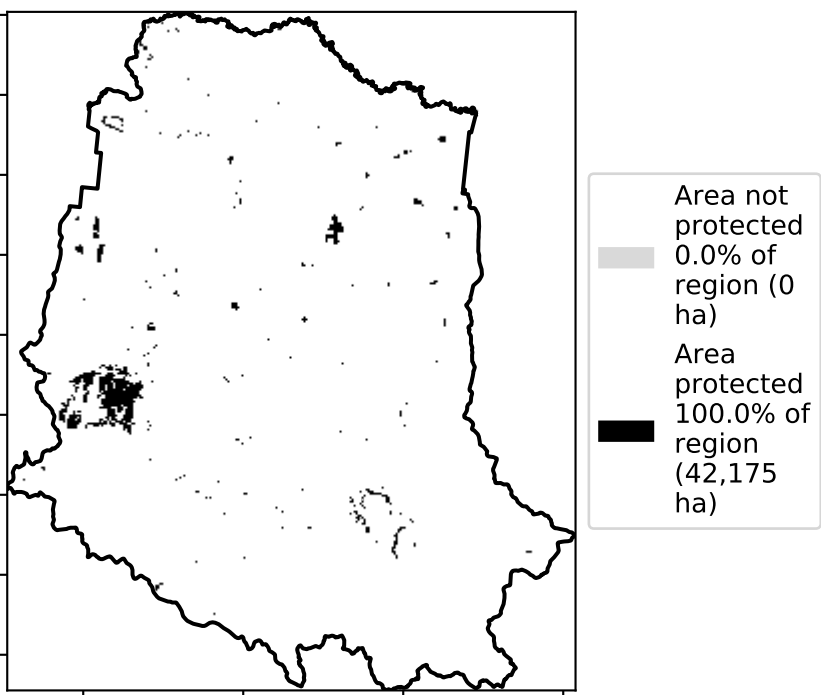 Area not
protected
0.0% of
region (0
ha)
Area
protected
100.0% of
region
(42,175
ha)